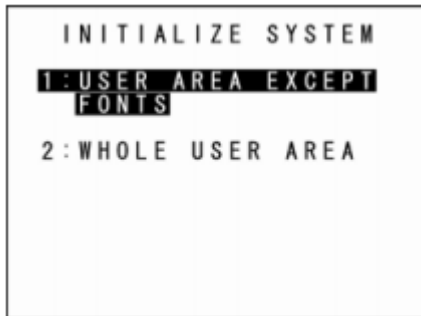 INITIALIZE SYSTEM
1:USER AREA EXCEPT
FONTS
2:WHOLE USER AREA